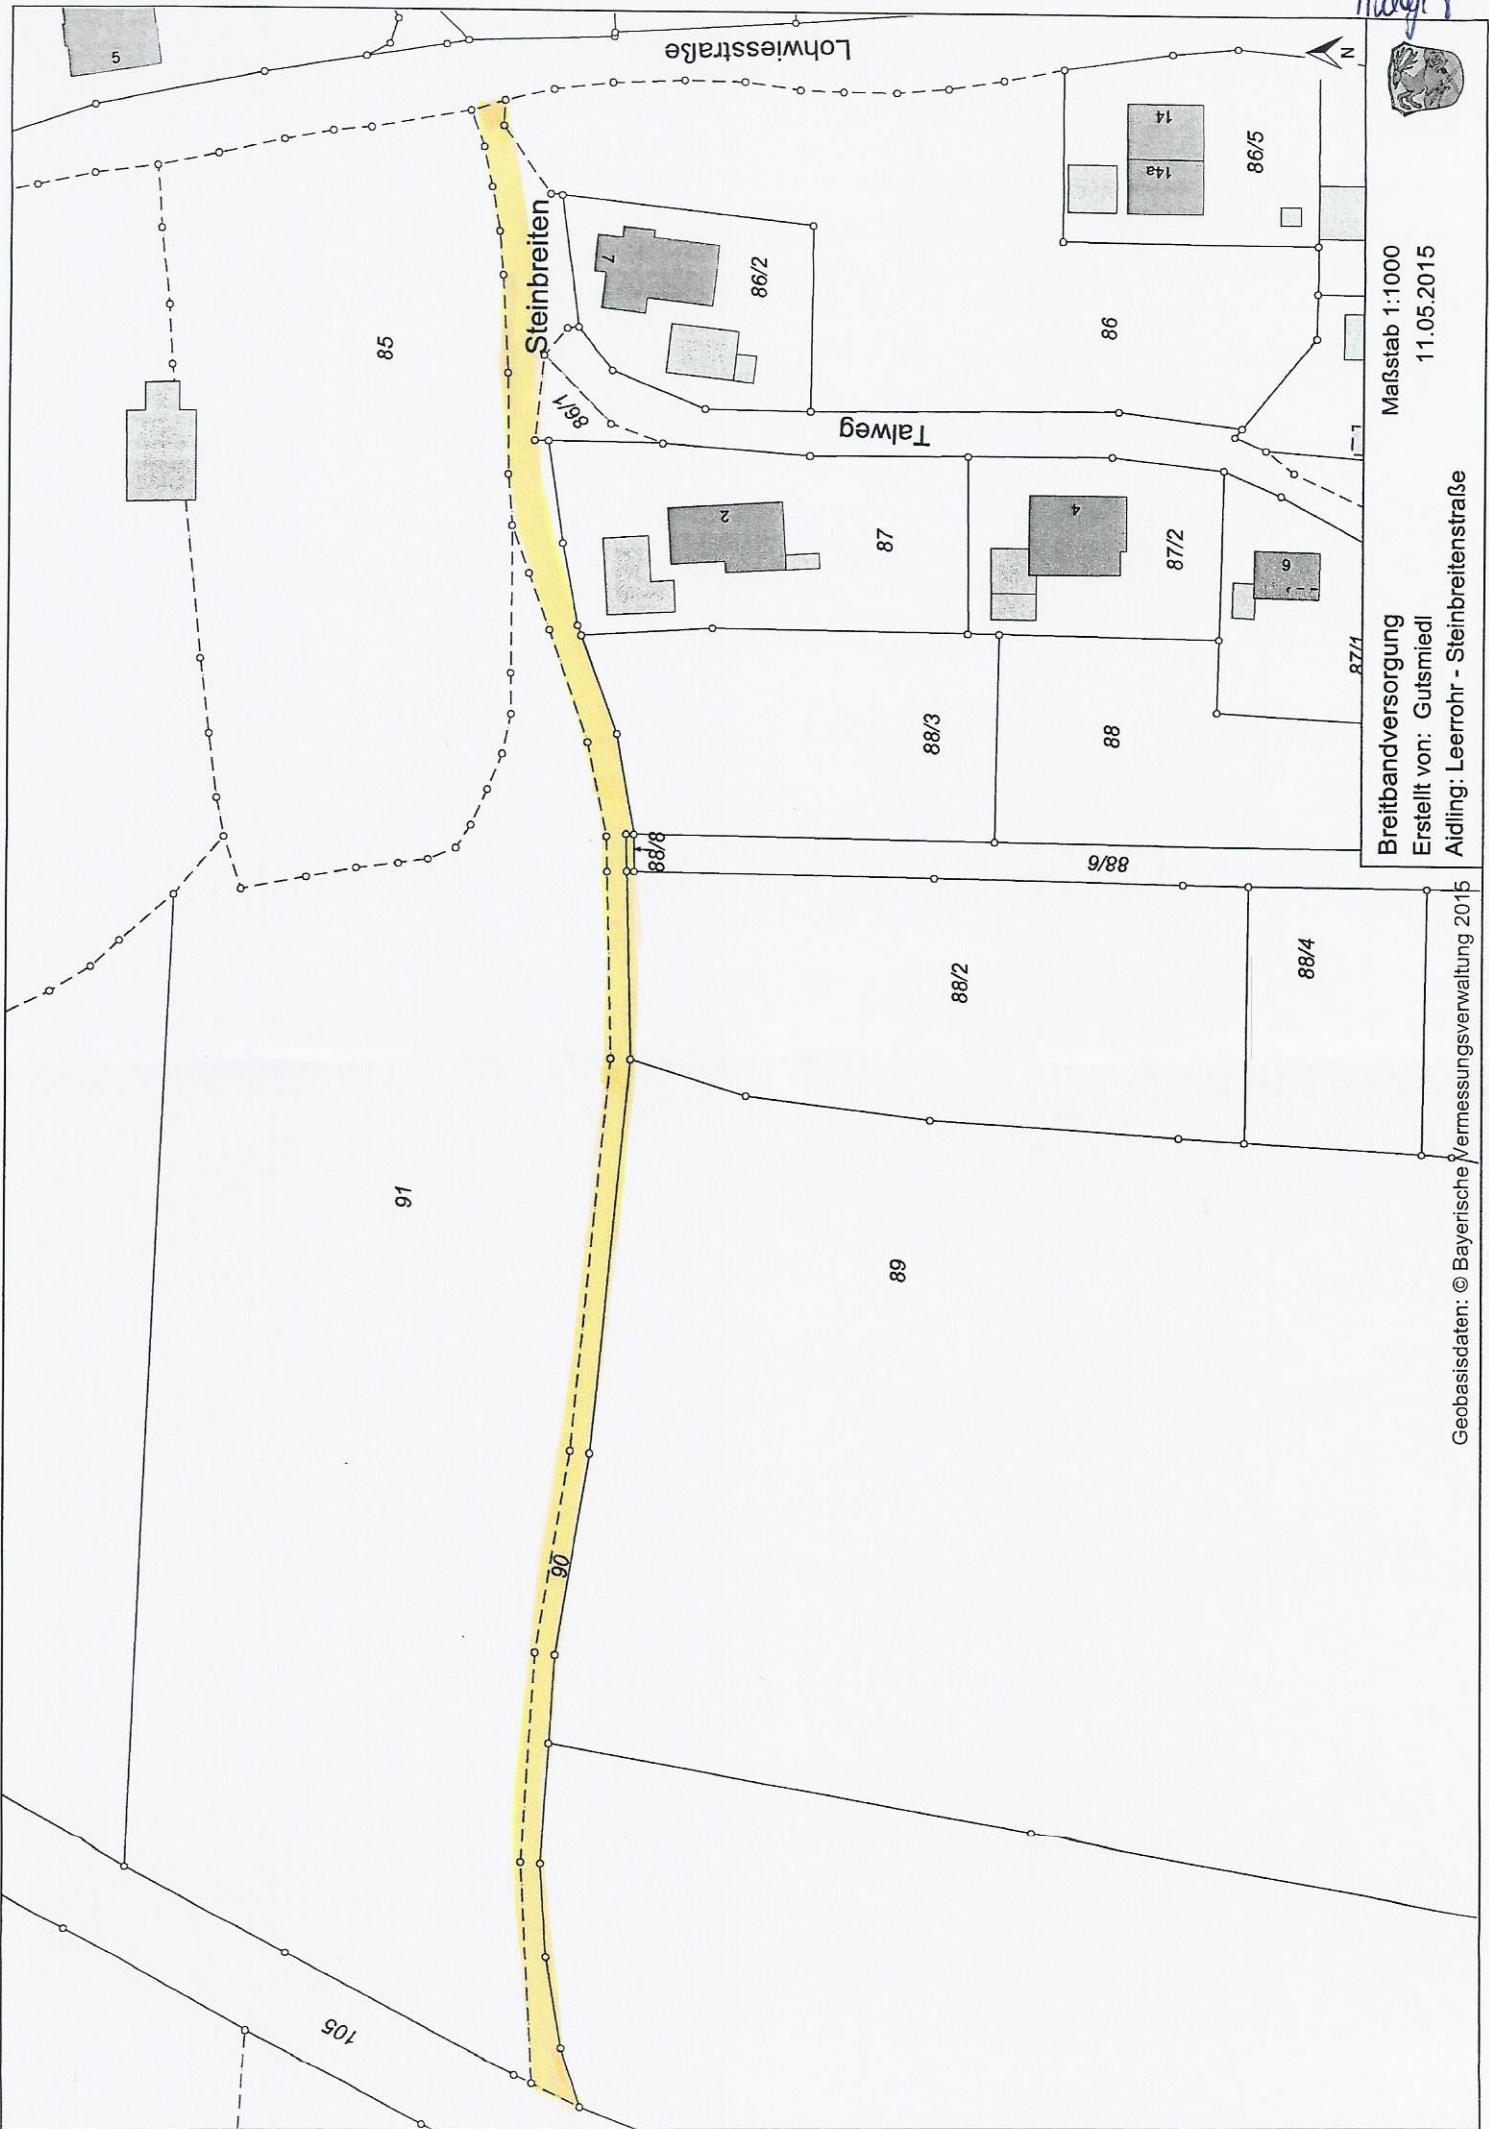 5
Lohwiesstraße
N
14
14a
86/5
Steinbreiten
7
86/2
86
85
86/1
Talweg
2
87
4
87/2
6
87/1
88/3
88
88/8
88/6
88/2
88/4
91
89
90
105
Breitbandversorgung
Maßstab 1:1000
Erstellt von: Gutsmiedl
11.05.2015
Aidling: Leerrohr - Steinbreitenstraße
Geobasisdaten: © Bayerische Vermessungsverwaltung 2015